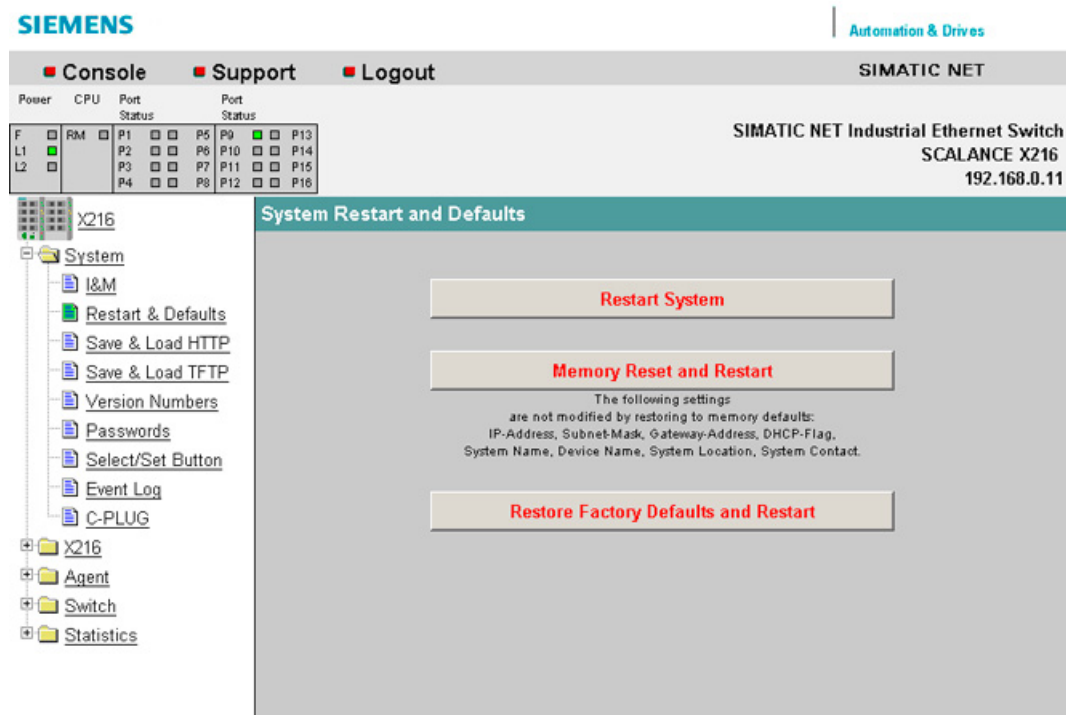 SIEMENS
Automation & Drives
Console Support Logout SIMATIC NET
Power CPU Port Status Port Status
F RM P1 P5 P9 P13
L1 P2 P6 P10 P14
L2 P3 P7 P11 P15
P4 P8 P12 P16
SIMATIC NET Industrial Ethernet Switch
SCALANCE X216
192.168.0.11
X216
System
I&M
Restart & Defaults
Save & Load HTTP
Save & Load TFTP
Version Numbers
Passwords
Select/Set Button
Event Log
C-PLUG
X216
Agent
Switch
Statistics
System Restart and Defaults
Restart System
Memory Reset and Restart
The following settings
are not modified by restoring to memory defaults:
IP-Address, Subnet-Mask, Gateway-Address, DHCP-Flag,
System Name, Device Name, System Location, System Contact.
Restore Factory Defaults and Restart